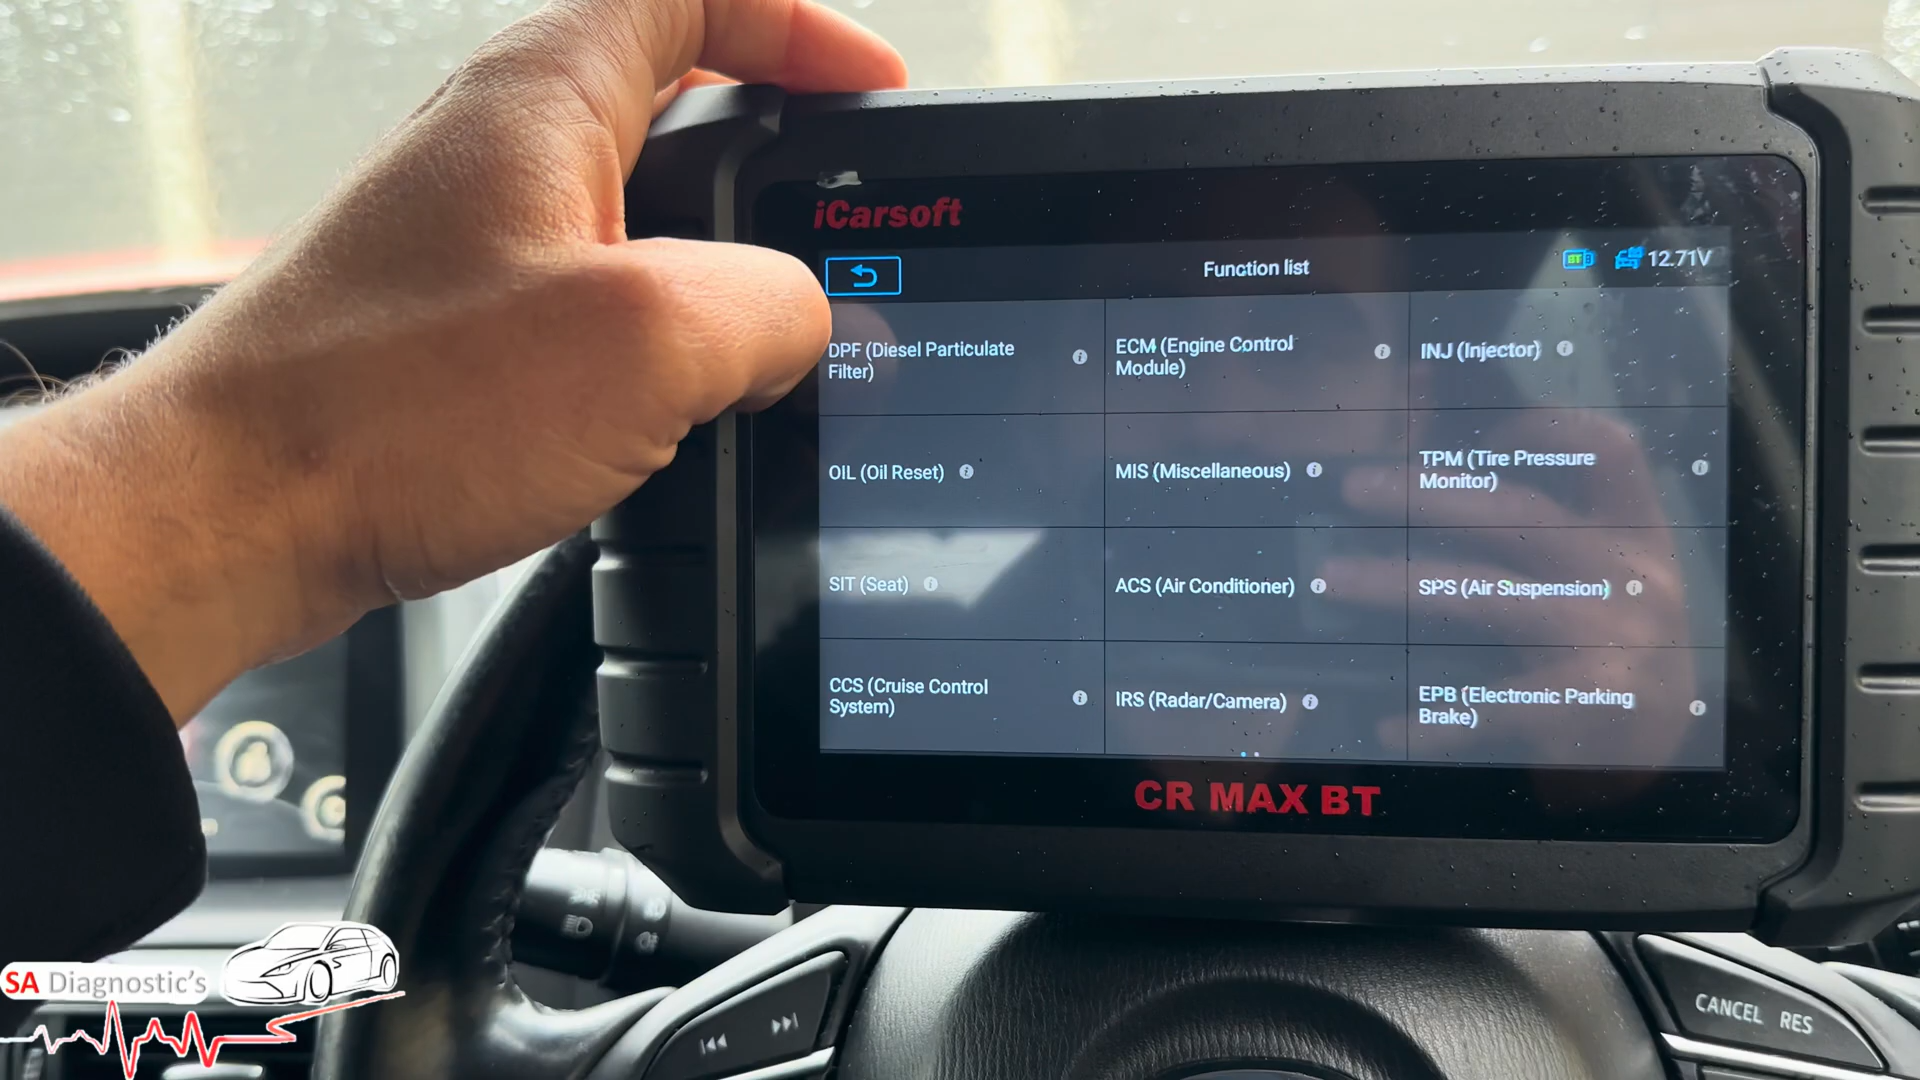 iCarsoft
Function list
BT
12.71V
DPF (Diesel Particulate
Filter)
ECM (Engine Control
Module)
INJ (Injector)
OIL (Oil Reset)
MIS (Miscellaneous)
TPM (Tire Pressure
Monitor)
SIT (Seat)
ACS (Air Conditioner)
SPS (Air Suspension)
CCS (Cruise Control
System)
IRS (Radar/Camera)
EPB (Electronic Parking
Brake)
CR MAX BT
SA Diagnostic's
CANCEL RES